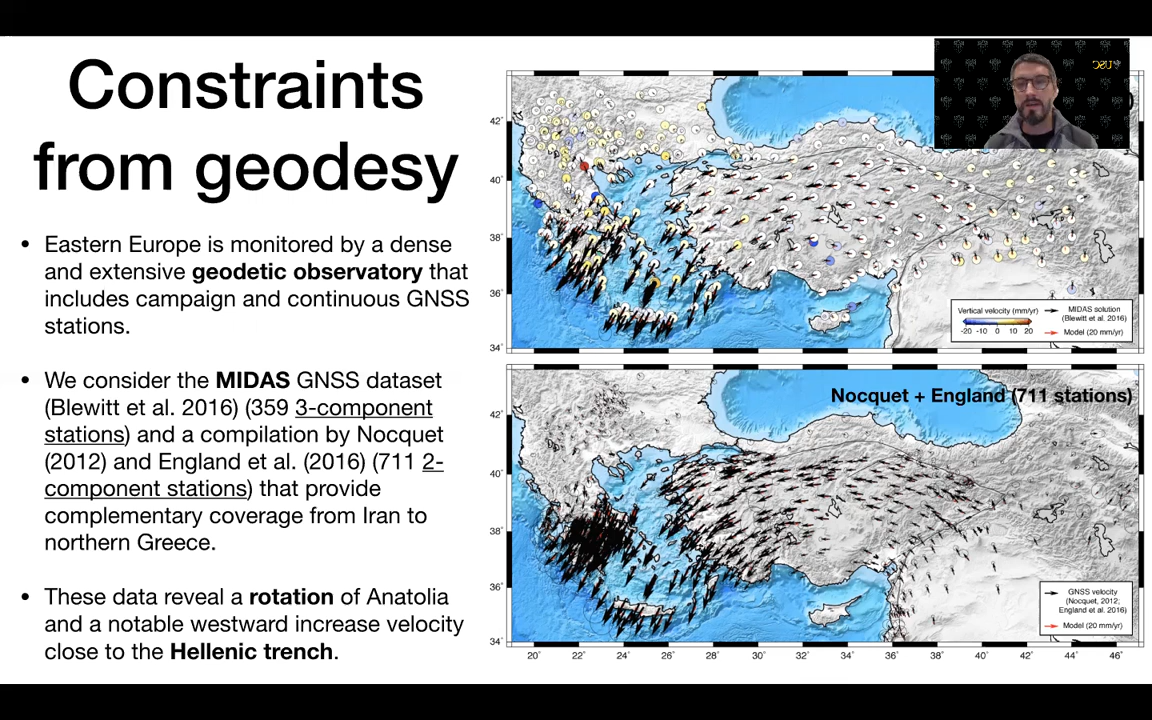 Constraints
from geodesy
• Eastern Europe is monitored by a dense
and extensive geodetic observatory that
includes campaign and continuous GNSS
stations.
• We consider the MIDAS GNSS dataset
(Blewitt et al. 2016) (359 3-component
stations) and a compilation by Nocquet
(2012) and England et al. (2016) (711 2-
component stations) that provide
complementary coverage from Iran to
northern Greece.
• These data reveal a rotation of Anatolia
and a notable westward increase velocity
close to the Hellenic trench.
42°
40°
38°
36°
34°
Vertical velocity (mm/yr)
-20 -10 0 10 20
MIDAS solution
(Blewitt et al. 2016)
Model (20 mm/yr)
Nocquet + England (711 stations)
42°
40°
38°
36°
34°
GNSS velocity
(Nocquet, 2012;
England et al. 2016)
Model (20 mm/yr)
20° 22° 24° 26° 28° 30° 32° 34° 36° 38° 40° 42° 44° 46°